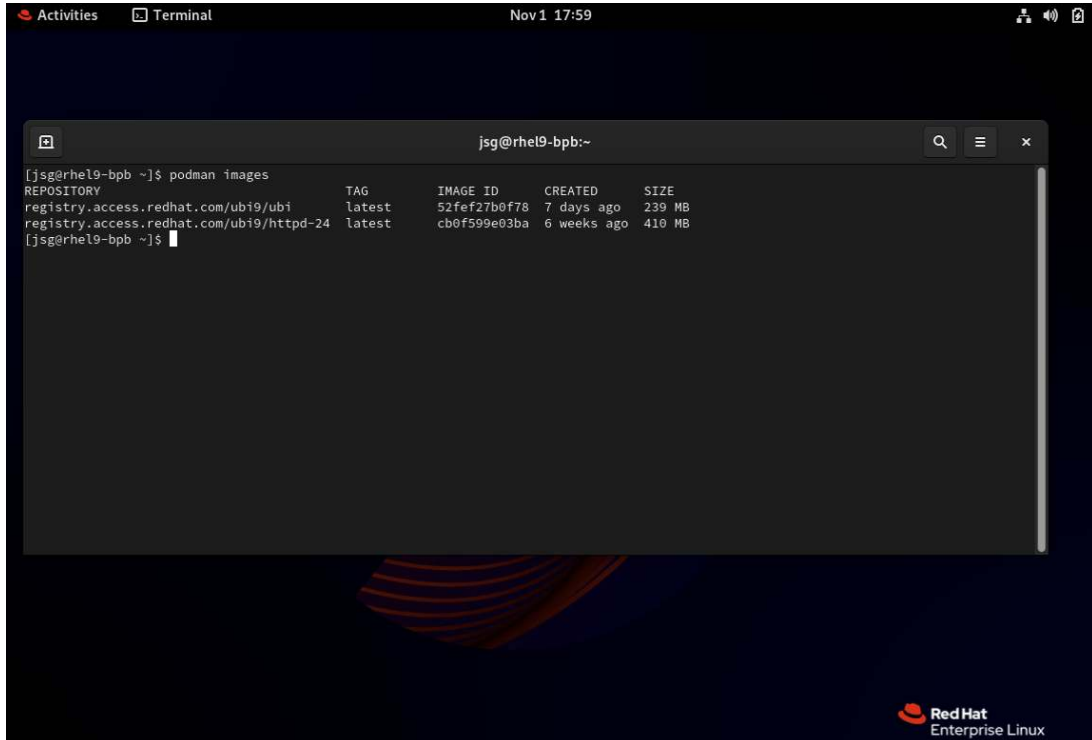 Activities Terminal Nov 1 17:59
jsg@rhel9-bpb:~
[jsg@rhel9-bpb ~]$ podman images
REPOSITORY TAG IMAGE ID CREATED SIZE
registry.access.redhat.com/ubi9/ubi latest 52fef27b0f78 7 days ago 239 MB
registry.access.redhat.com/ubi9/httpd-24 latest cb0f599e03ba 6 weeks ago 410 MB
[jsg@rhel9-bpb ~]$
Red Hat
Enterprise Linux